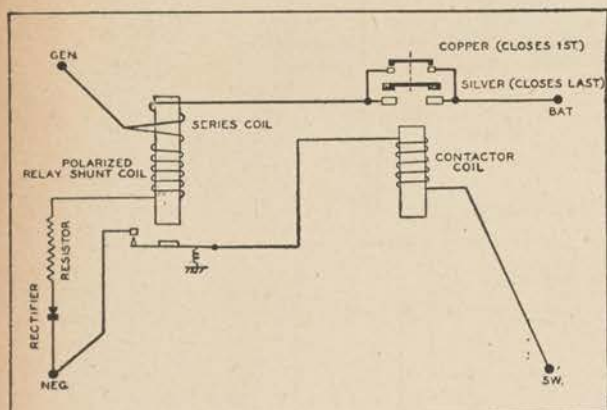 GEN.
COPPER (CLOSES 1ST)
SILVER (CLOSES LAST)
BAT
SERIES COIL
POLARIZED
RELAY SHUNT COIL
CONTACTOR
COIL
RESISTOR
RECTIFIER
NEG.
SW.